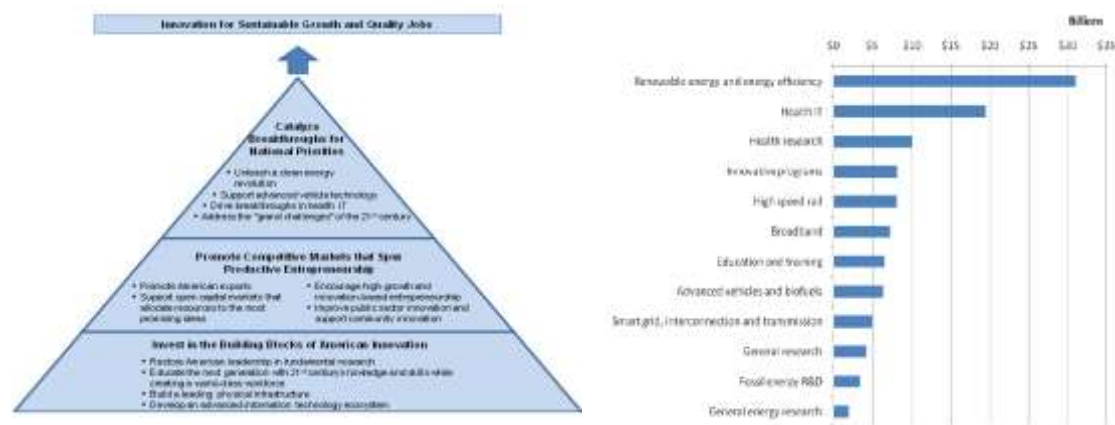 Innovation for Sustainable Growth and Quality Jobs
Catalyze
Breakthroughs for
National Priorities
• Unleash a clean energy
revolution
• Support advanced vehicle technology
• Drive breakthroughs in health IT
• Address the "grand challenges" of the 21st century
Promote Competitive Markets that Spur
Productive Entrepreneurship
• Promote American exports
• Support open capital markets that
allocate resources to the most
promising ideas
• Encourage high-growth and
innovation-based entrepreneurship
• Improve public sector innovation and
support community innovation
Invest in the Building Blocks of American Innovation
• Restore American leadership in fundamental research
• Educate the next generation with 21st century knowledge and skills while
creating a world-class workforce
• Build a leading physical infrastructure
• Develop an advanced information technology ecosystem
Billions
$0 $5 $10 $15 $20 $25 $30 $35
Renewable energy and energy efficiency
Health IT
Health research
Innovative programs
High speed rail
Broadband
Education and training
Advanced vehicles and biofuels
Smart grid, interconnection and transmission
General research
Fossil energy R&D
General energy research